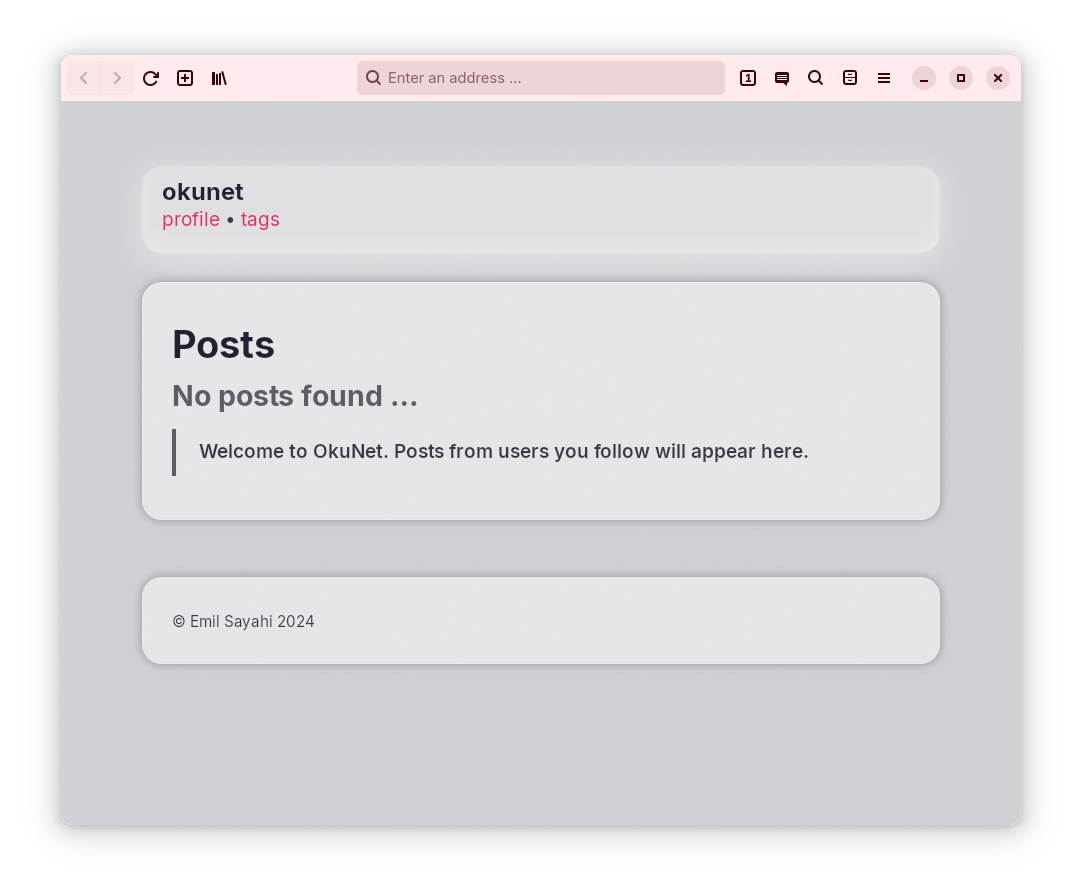 Enter an address ...
1
okunet
profile • tags
Posts
No posts found ...
Welcome to OkuNet. Posts from users you follow will appear here.
© Emil Sayahi 2024